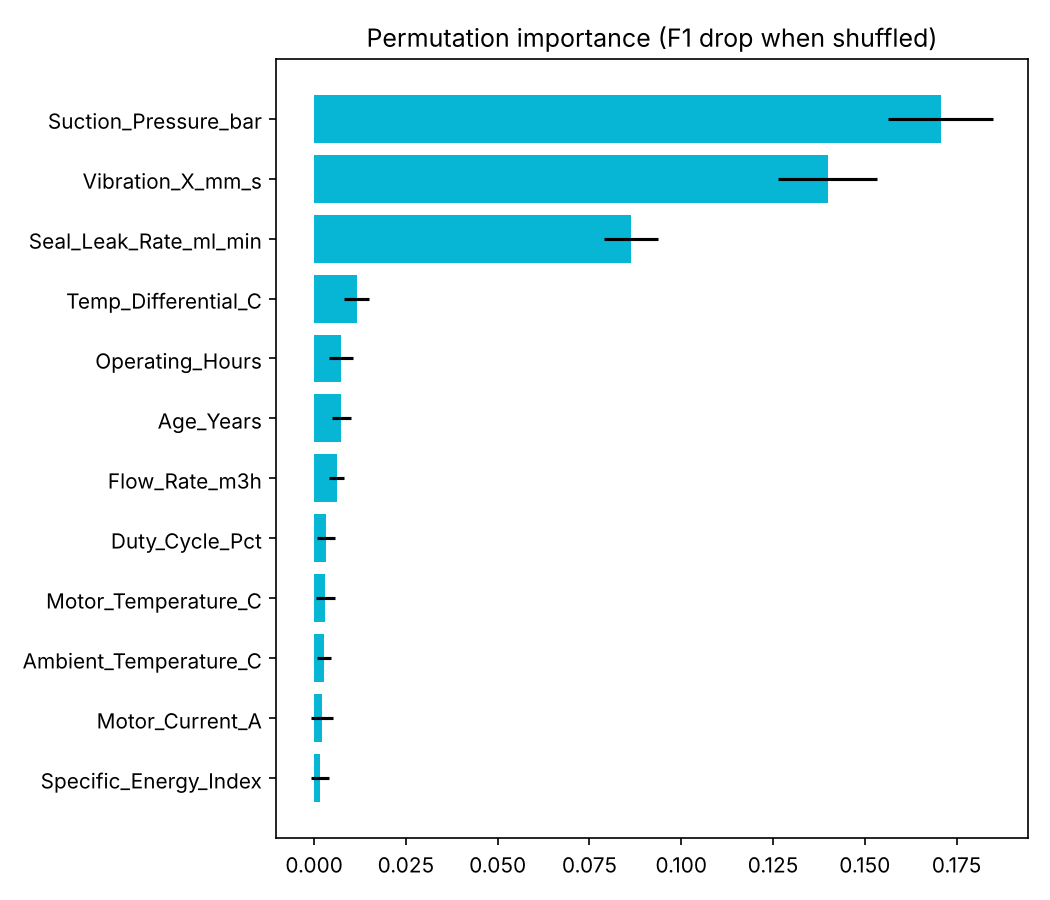 Permutation importance (F1 drop when shuffled)
Suction_Pressure_bar
Vibration_X_mm_s
Seal_Leak_Rate_ml_min
Temp_Differential_C
Operating_Hours
Age_Years
Flow_Rate_m3h
Duty_Cycle_Pct
Motor_Temperature_C
Ambient_Temperature_C
Motor_Current_A
Specific_Energy_Index
0.000 0.025 0.050 0.075 0.100 0.125 0.150 0.175